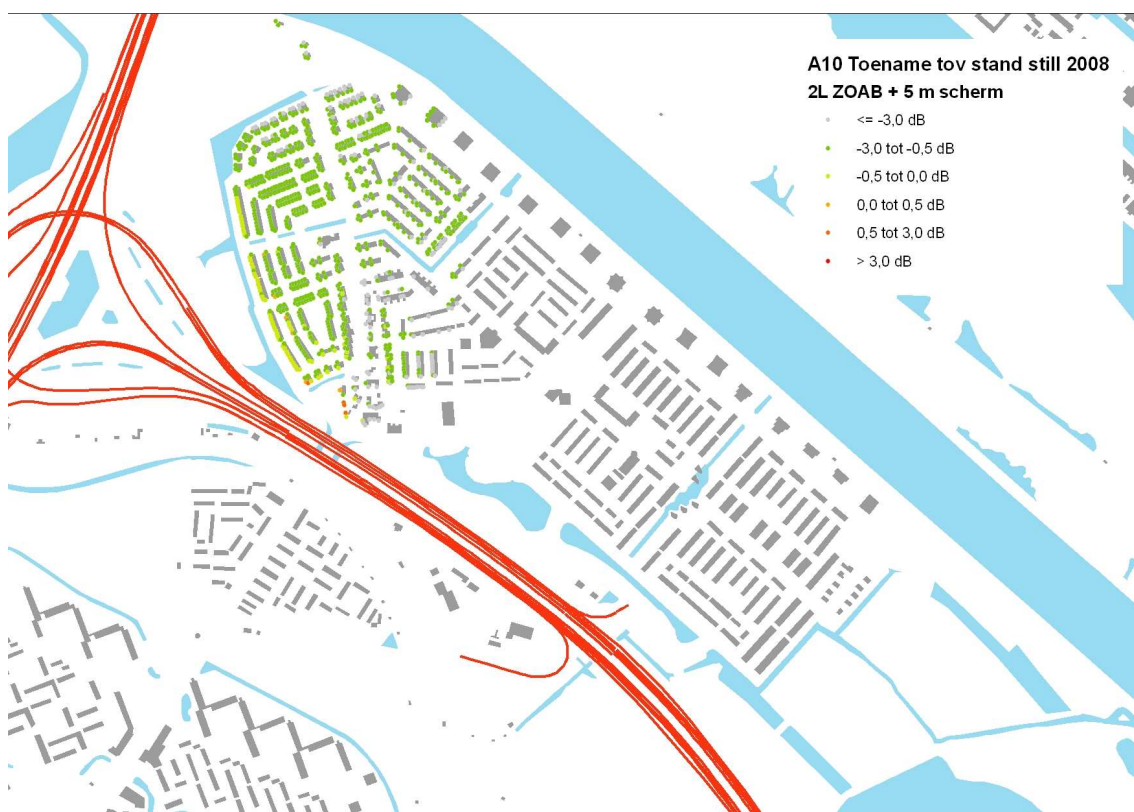 A10 Toename tov stand still 2008
2L ZOAB + 5 m scherm
<= -3,0 dB
-3,0 tot -0,5 dB
-0,5 tot 0,0 dB
0,0 tot 0,5 dB
0,5 tot 3,0 dB
> 3,0 dB